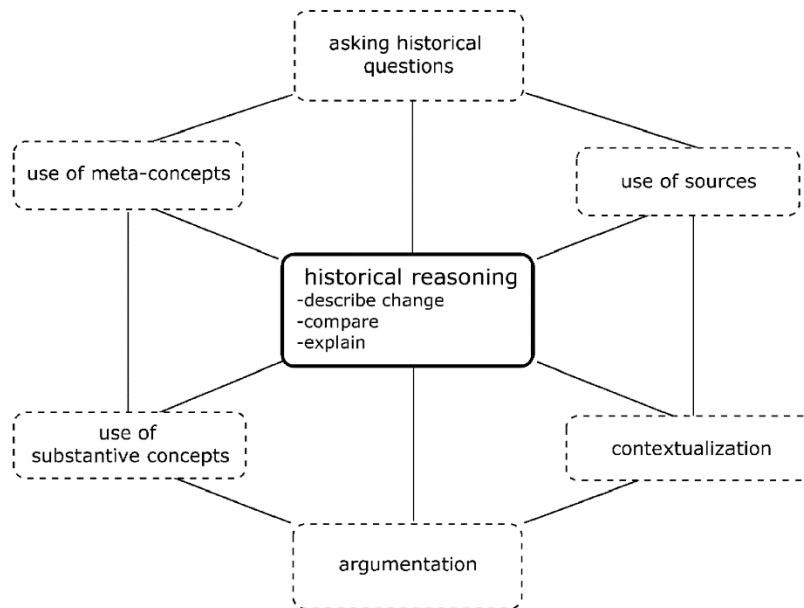 asking historical
questions
use of meta-concepts
use of sources
historical reasoning
-describe change
-compare
-explain
use of
substantive concepts
contextualization
argumentation